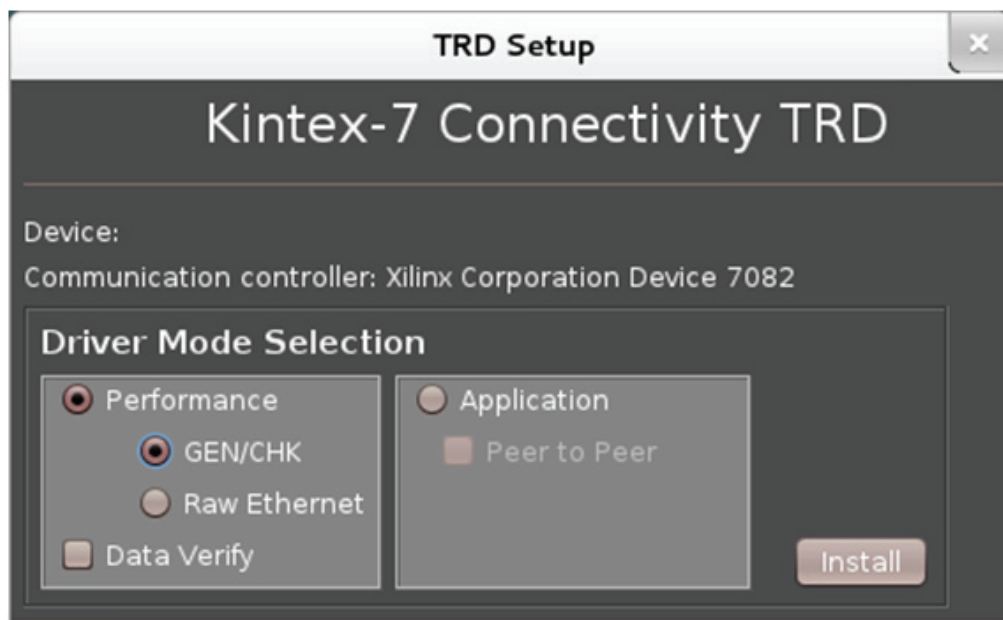 TRD Setup
×
Kintex-7 Connectivity TRD
Device:
Communication controller: Xilinx Corporation Device 7082
Driver Mode Selection
Performance
GEN/CHK
Raw Ethernet
Data Verify
Application
Peer to Peer
Install